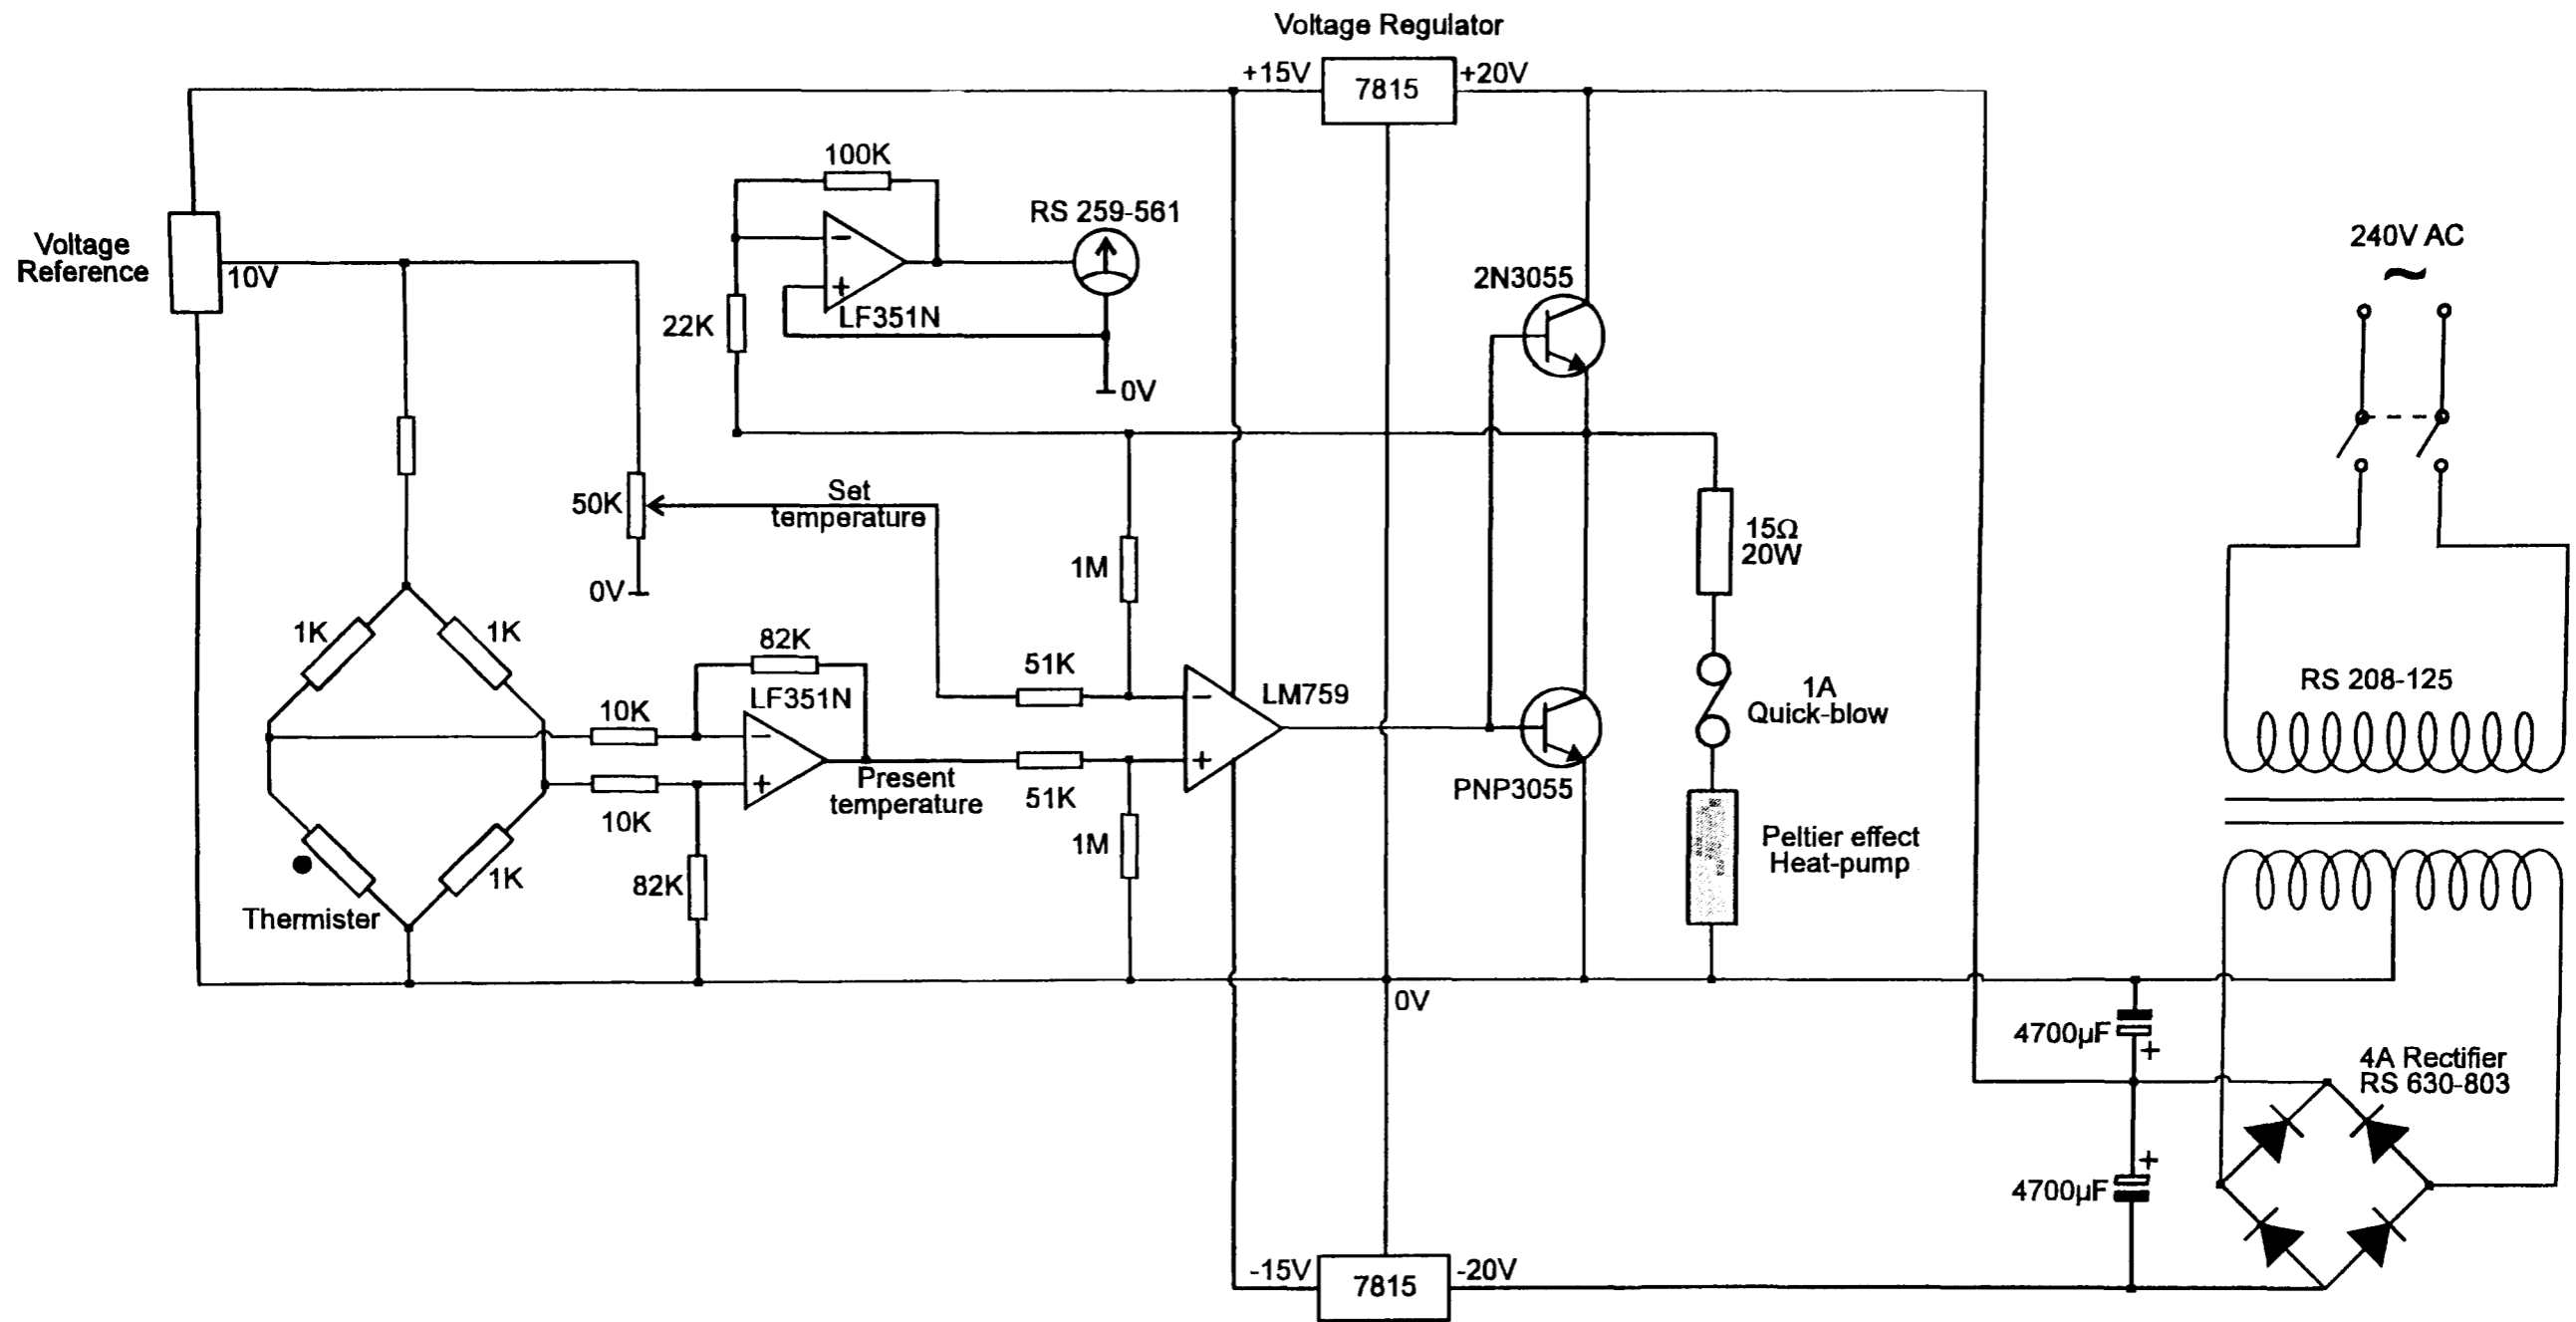 Voltage Regulator
+15V
7815
+20V
100K
RS 259-561
240V AC
~
Voltage
Reference
10V
−
+
LF351N
22K
0V
2N3055
50K
Set
temperature
0V
15Ω
20W
1M
1K
1K
82K
LF351N
51K
LM759
−
+
1A
Quick-blow
RS 208-125
10K
−
+
10K
Present
temperature
51K
PNP3055
Peltier effect
Heat-pump
1M
82K
1K
Thermister
0V
4700µF
+
4A Rectifier
RS 630-803
+
4700µF
-15V
7815
-20V